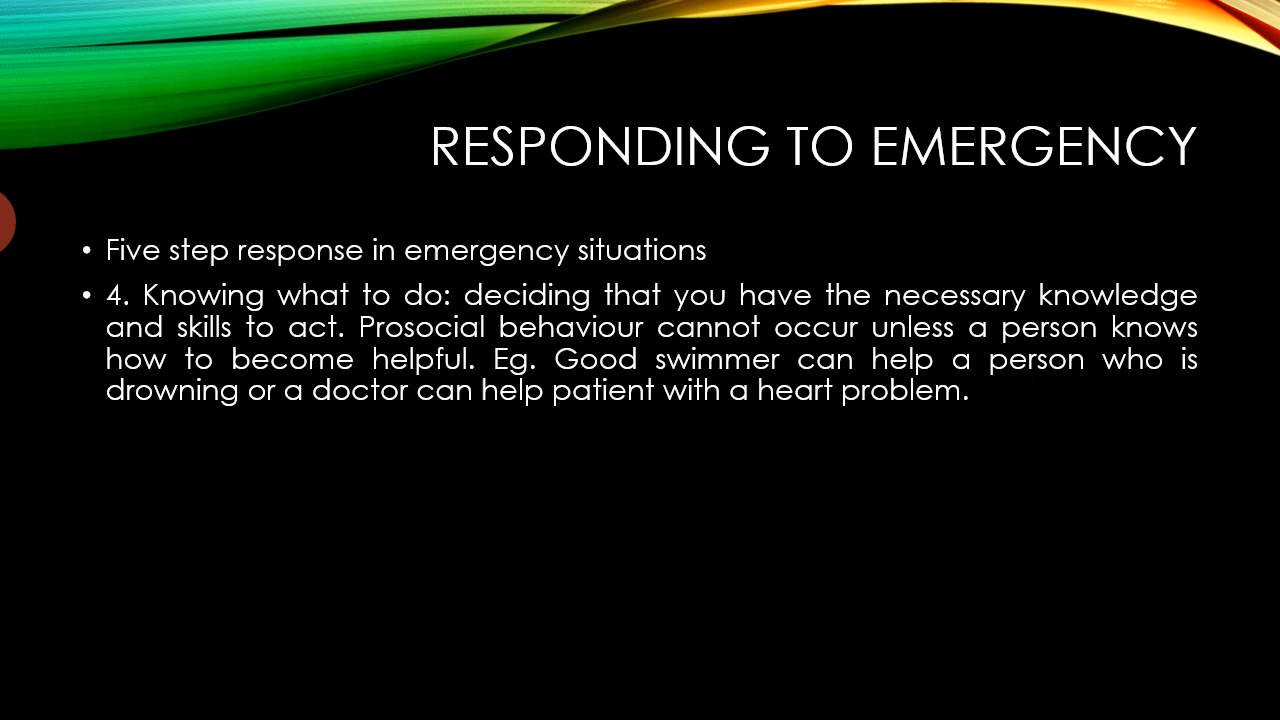 RESPONDING TO EMERGENCY
• Five step response in emergency situations
• 4. Knowing what to do: deciding that you have the necessary knowledge
and skills to act. Prosocial behaviour cannot occur unless a person knows
how to become helpful. Eg. Good swimmer can help a person who is
drowning or a doctor can help patient with a heart problem.